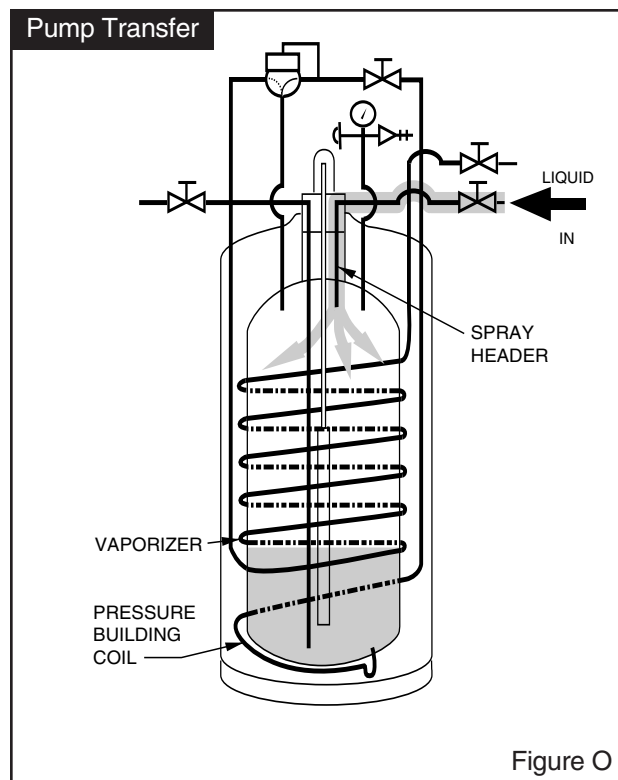 Pump Transfer
LIQUID
IN
SPRAY
HEADER
VAPORIZER
PRESSURE
BUILDING
COIL
Figure O